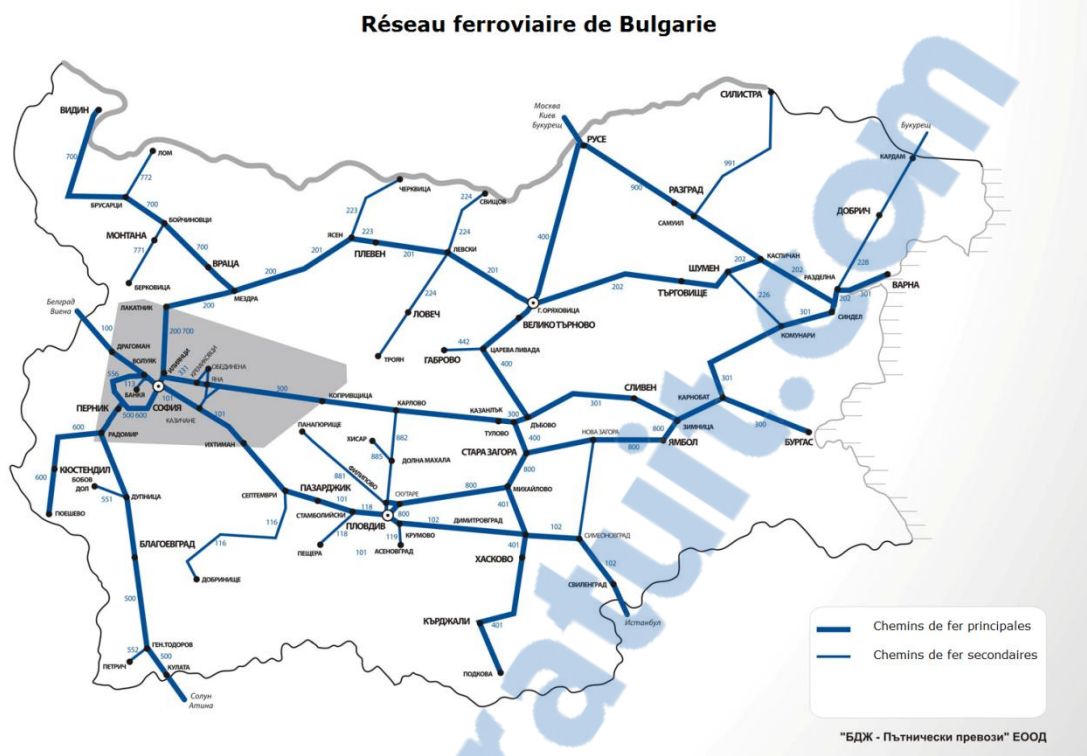 Réseau ferroviaire de Bulgarie
ВИДИН
700
ЛОМ
772
БРУСАРЦИ
700
БОЙЧИНОВЦИ
МОНТАНА
771
БЕРКОВИЦА
700
ВРАЦА
МЕЗДРА
200
200
ЛАКАТНИК
200 700
Белград
Виена
100
ДРАГОМАН
ВОЛУЯК
556
113
БАНКЯ
ИЛИЯНЦИ
331
КРЕМИКОВЦИ
ОБЕДИНЕНА
ЯНА
101
СОФИЯ
ПЕРНИК
500 600
КАЗИЧАНЕ
101
600
РАДОМИР
ИХТИМАН
КЮСТЕНДИЛ
600
БОБОВ
ДОЛ
551
ДУПНИЦА
ГЮЕШЕВО
БЛАГОЕВГРАД
500
ГЕН.ТОДОРОВ
552
ПЕТРИЧ
500
КУЛАТА
Солун
Атина
ЯСЕН
223
223
ЧЕРКВИЦА
201
ПЛЕВЕН
201
224
СВИЩОВ
224
ЛЕВСКИ
201
224
ЛОВЕЧ
ТРОЯН
Москва
Киев
Букурещ
РУСЕ
400
900
РАЗГРАД
САМУИЛ
991
СИЛИСТРА
Букурещ
КАРДАМ
ДОБРИЧ
228
КАСПИЧАН
202
ШУМЕН
202
РАЗДЕЛНА
ВАРНА
202
301
СИНДЕЛ
ТЪРГОВИЩЕ
202
226
301
КОМУНАРИ
Г. ОРЯХОВИЦА
ВЕЛИКО ТЪРНОВО
442
ГАБРОВО
ЦАРЕВА ЛИВАДА
400
300
КОПРИВЩИЦА
КАРЛОВО
КАЗАНЛЪК
300
ТУЛОВО
ДЪБОВО
СЛИВЕН
301
301
КАРНОБАТ
ЗИМНИЦА
300
БУРГАС
ПАНАГЮРИЩЕ
ХИСАР
882
885
ДОЛНА МАХАЛА
400
СТАРА ЗАГОРА
НОВА ЗАГОРА
800
800
ЯМБОЛ
800
ФИЛИПОВО
881
СКУТАРЕ
800
МИХАЙЛОВО
СЕПТЕМВРИ
ПАЗАРДЖИК
101
СТАМБОЛИЙСКИ
118
ПЛОВДИВ
800
118
ПЕЩЕРА
101
119
КРУМОВО
АСЕНОВГРАД
102
401
ДИМИТРОВГРАД
102
СИМЕОНОВГРАД
116
116
ДОБРИНИЩЕ
401
ХАСКОВО
102
СВИЛЕНГРАД
Истанбул
КЪРДЖАЛИ
401
ПОДКОВА
Chemins de fer principales
Chemins de fer secondaires
"БДЖ - Пътнически превози" ЕООД